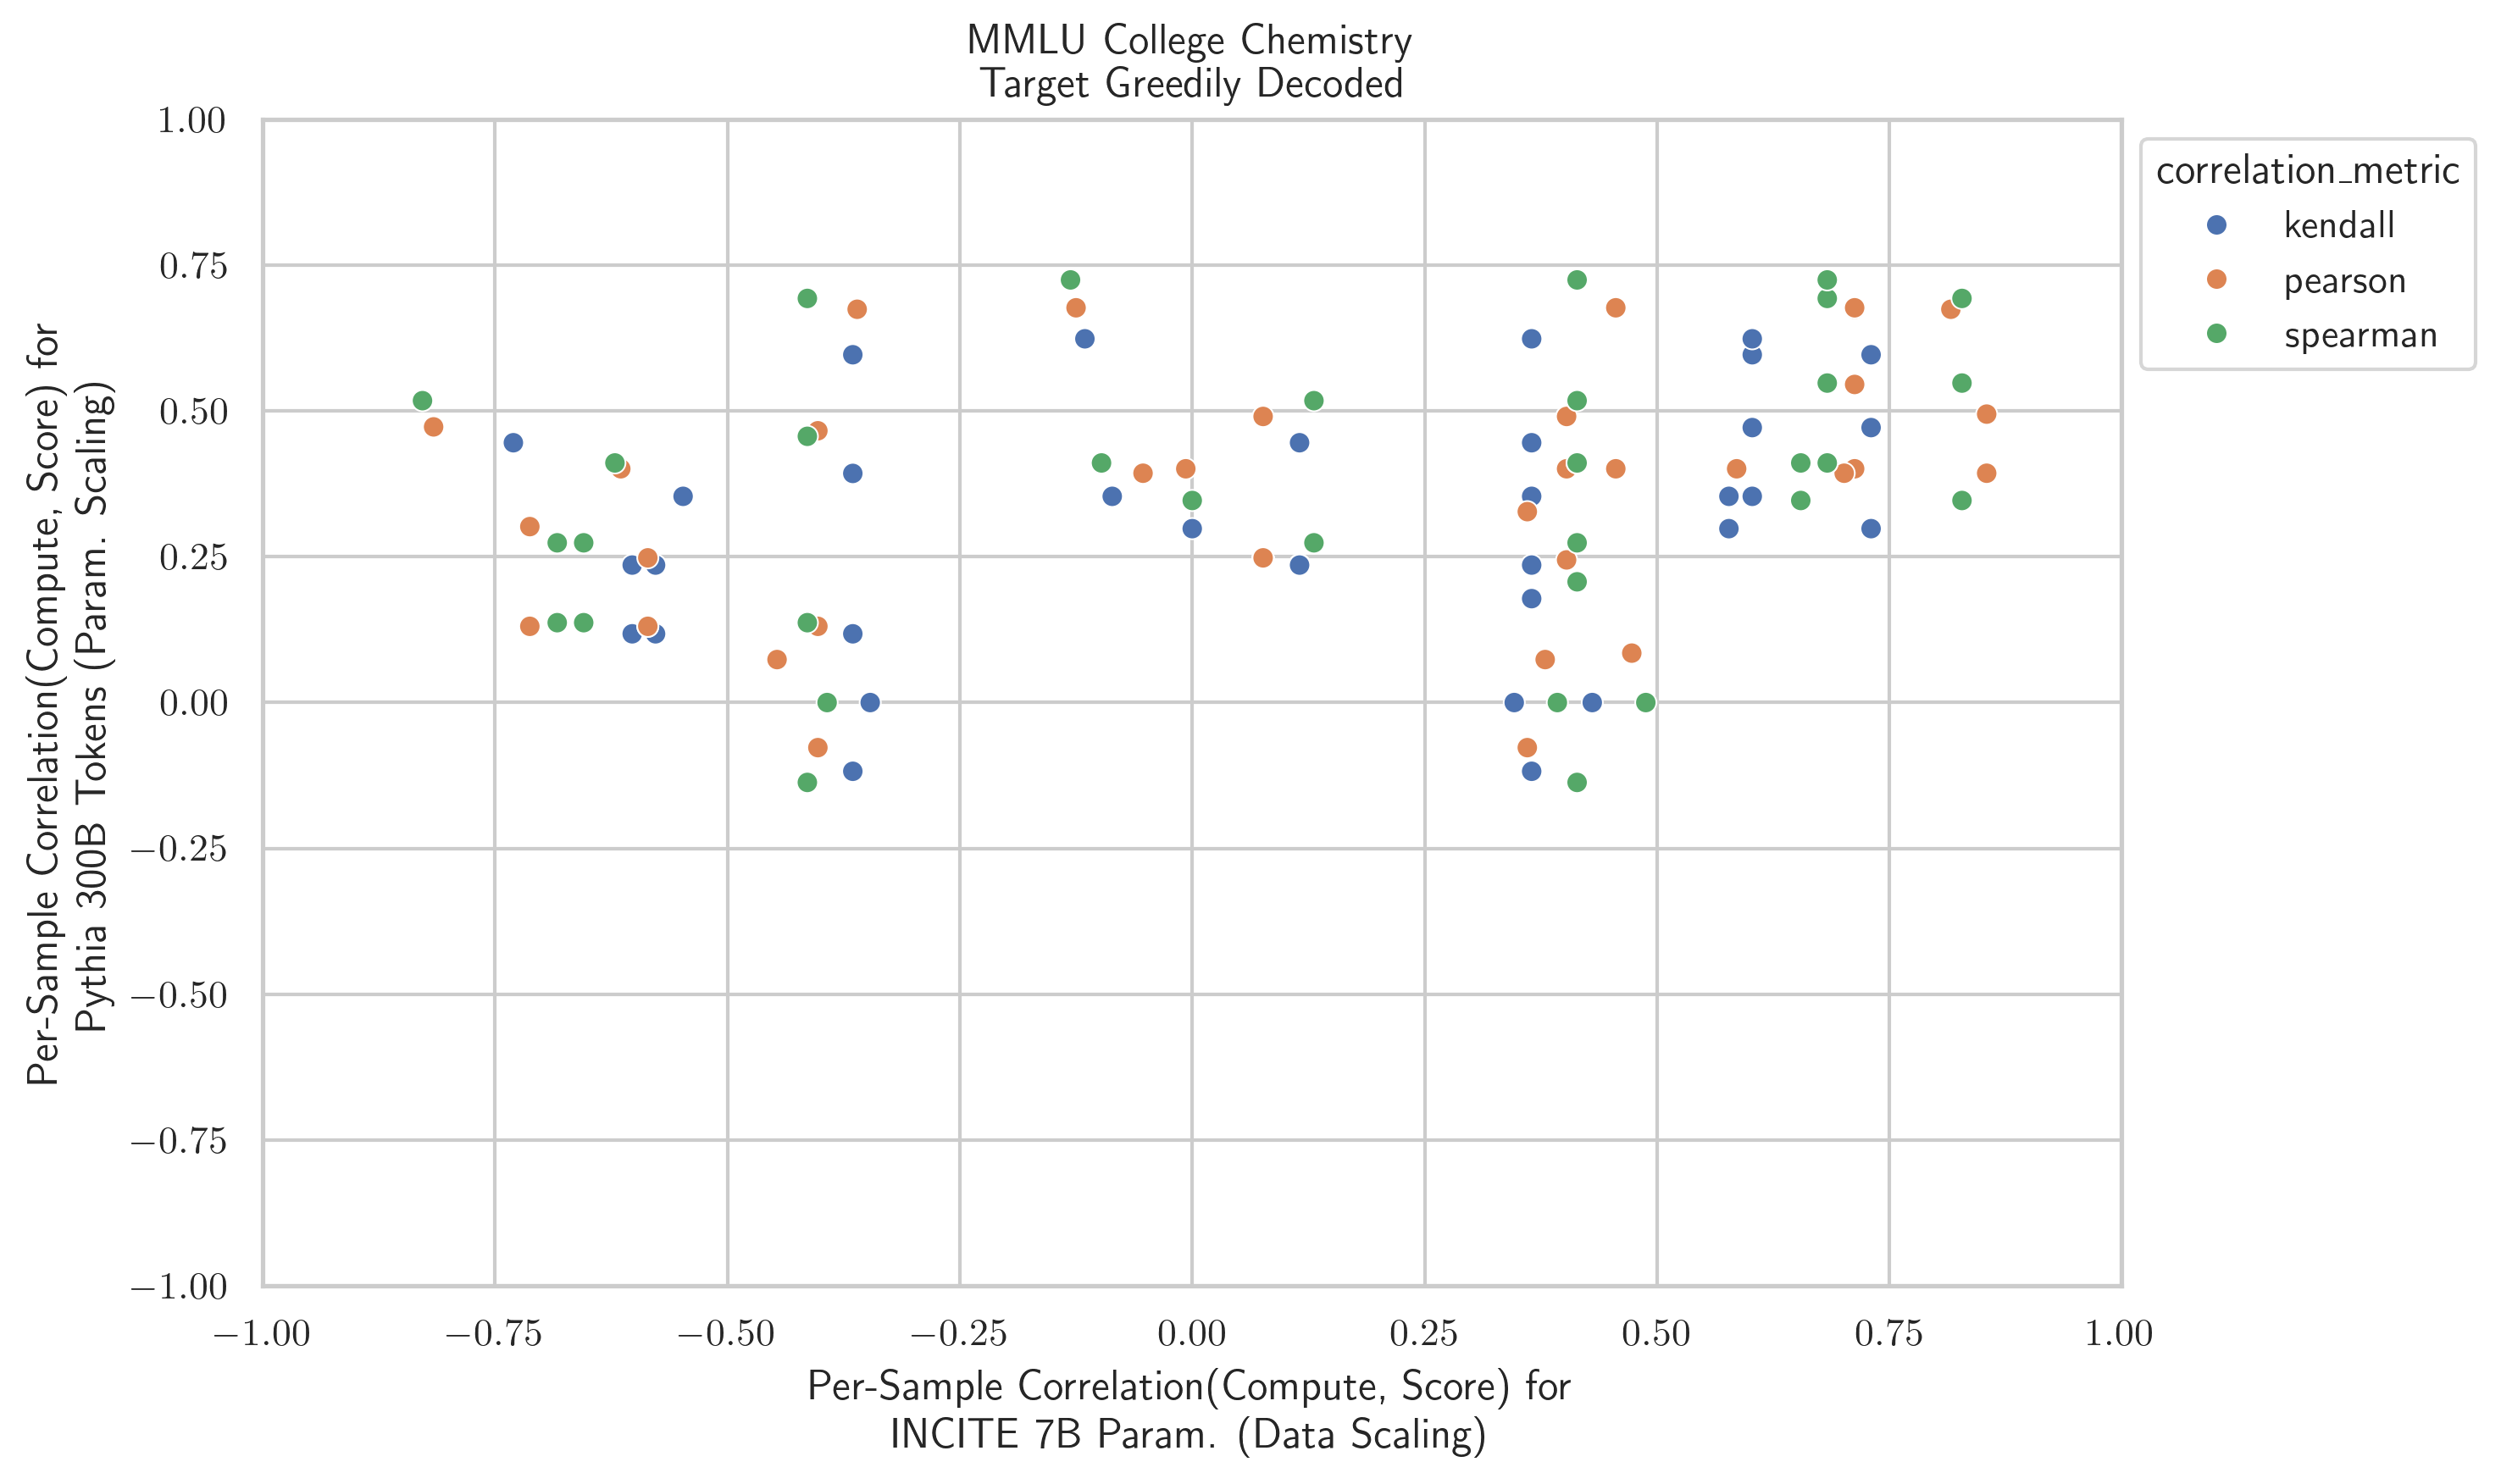 MMLU College Chemistry
Target Greedily Decoded
Per-Sample Correlation(Compute, Score) for
Pythia 300B Tokens (Param. Scaling)
1.00
0.75
0.50
0.25
0.00
−0.25
−0.50
−0.75
−1.00
−1.00 −0.75 −0.50 −0.25 0.00 0.25 0.50 0.75 1.00
Per-Sample Correlation(Compute, Score) for
INCITE 7B Param. (Data Scaling)
correlation_metric
kendall
pearson
spearman